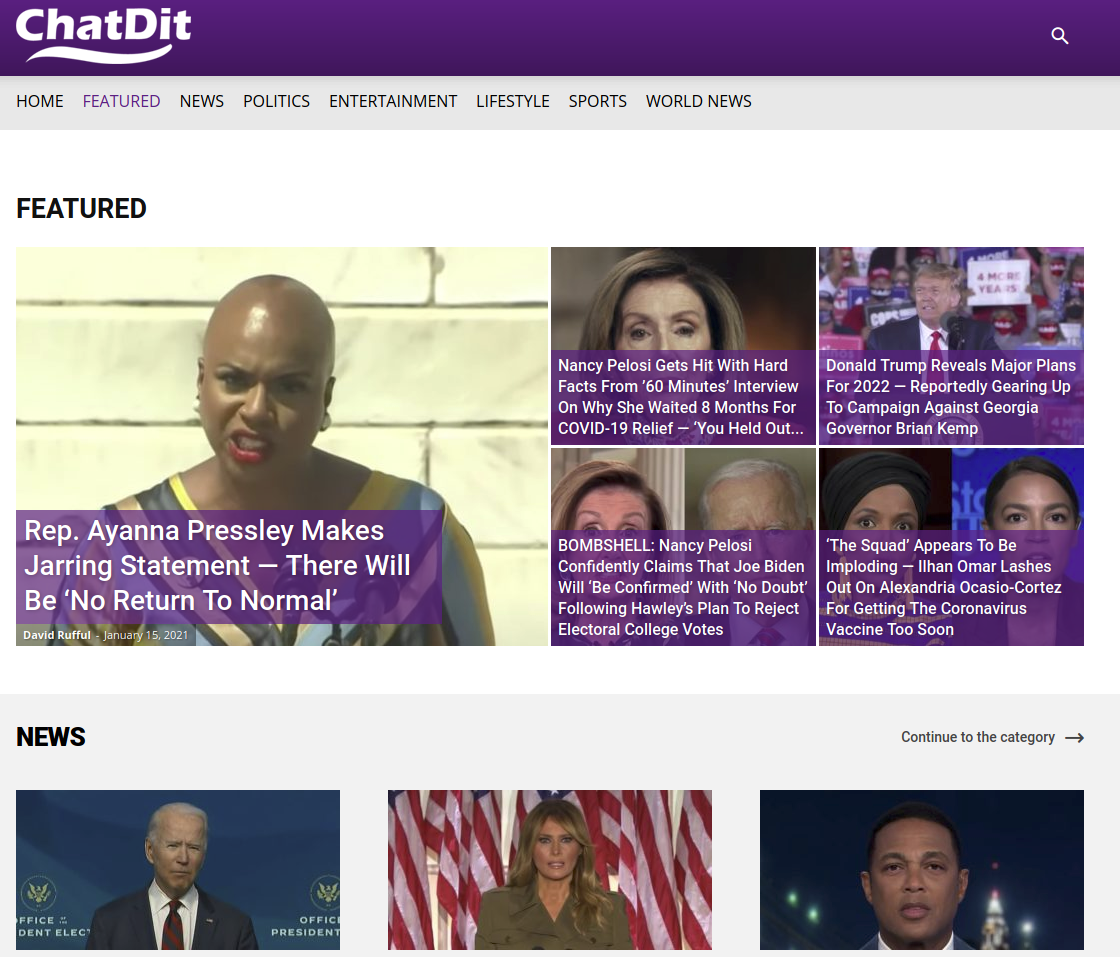 ChatDit
HOME FEATURED NEWS POLITICS ENTERTAINMENT LIFESTYLE SPORTS WORLD NEWS
FEATURED
Rep. Ayanna Pressley Makes
Jarring Statement — There Will
Be ‘No Return To Normal’
David Rufful - January 15, 2021
Nancy Pelosi Gets Hit With Hard
Facts From ’60 Minutes’ Interview
On Why She Waited 8 Months For
COVID-19 Relief — ‘You Held Out...
4 MORE
YEARS!
COPS
Donald Trump Reveals Major Plans
For 2022 — Reportedly Gearing Up
To Campaign Against Georgia
Governor Brian Kemp
BOMBSHELL: Nancy Pelosi
Confidently Claims That Joe Biden
Will ‘Be Confirmed’ With ‘No Doubt’
Following Hawley’s Plan To Reject
Electoral College Votes
‘The Squad’ Appears To Be
Imploding — Ilhan Omar Lashes
Out On Alexandria Ocasio-Cortez
For Getting The Coronavirus
Vaccine Too Soon
NEWS
Continue to the category
OFFICE OF THE
DENT ELECT
OFFICE
PRESIDENT